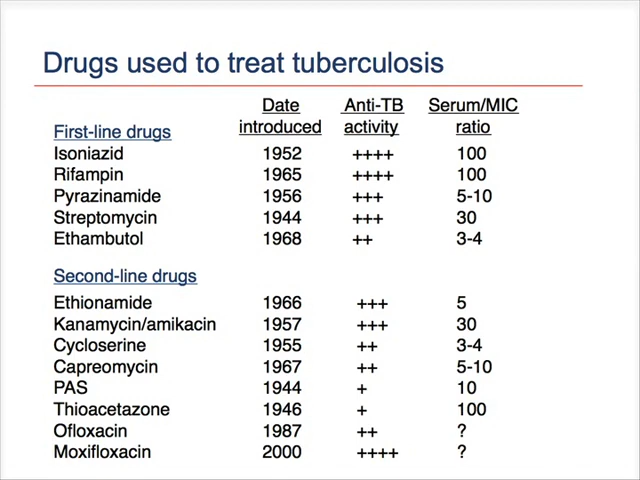 Drugs used to treat tuberculosis
Date introduced Anti-TB activity Serum/MIC ratio
First-line drugs
Isoniazid 1952 ++++ 100
Rifampin 1965 ++++ 100
Pyrazinamide 1956 +++ 5-10
Streptomycin 1944 +++ 30
Ethambutol 1968 ++ 3-4
Second-line drugs
Ethionamide 1966 +++ 5
Kanamycin/amikacin 1957 +++ 30
Cycloserine 1955 ++ 3-4
Capreomycin 1967 ++ 5-10
PAS 1944 + 10
Thioacetazone 1946 + 100
Ofloxacin 1987 ++ ?
Moxifloxacin 2000 ++++ ?